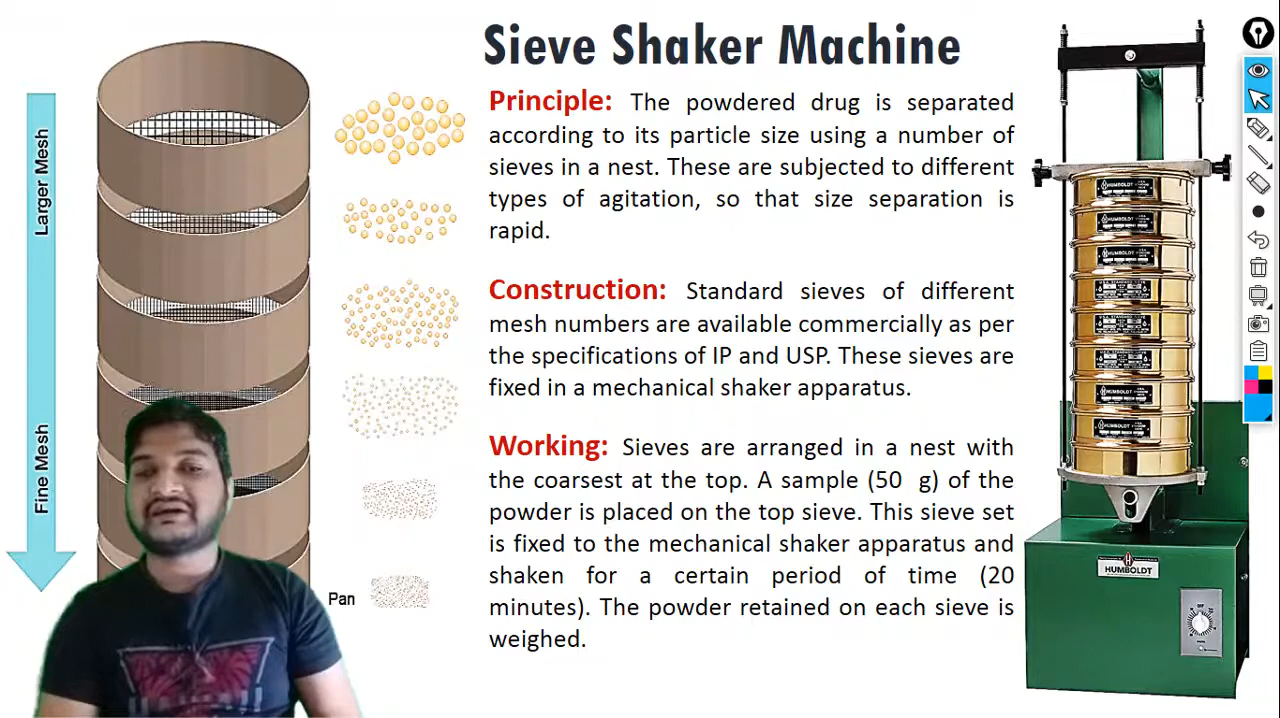 Sieve Shaker Machine
Larger Mesh
Fine Mesh
Pan
Principle: The powdered drug is separated
according to its particle size using a number of
sieves in a nest. These are subjected to different
types of agitation, so that size separation is
rapid.
Construction: Standard sieves of different
mesh numbers are available commercially as per
the specifications of IP and USP. These sieves are
fixed in a mechanical shaker apparatus.
Working: Sieves are arranged in a nest with
the coarsest at the top. A sample (50 g) of the
powder is placed on the top sieve. This sieve set
is fixed to the mechanical shaker apparatus and
shaken for a certain period of time (20
minutes). The powder retained on each sieve is
weighed.
HUMBOLDT
HUMBOLDT
HUMBOLDT
HUMBOLDT